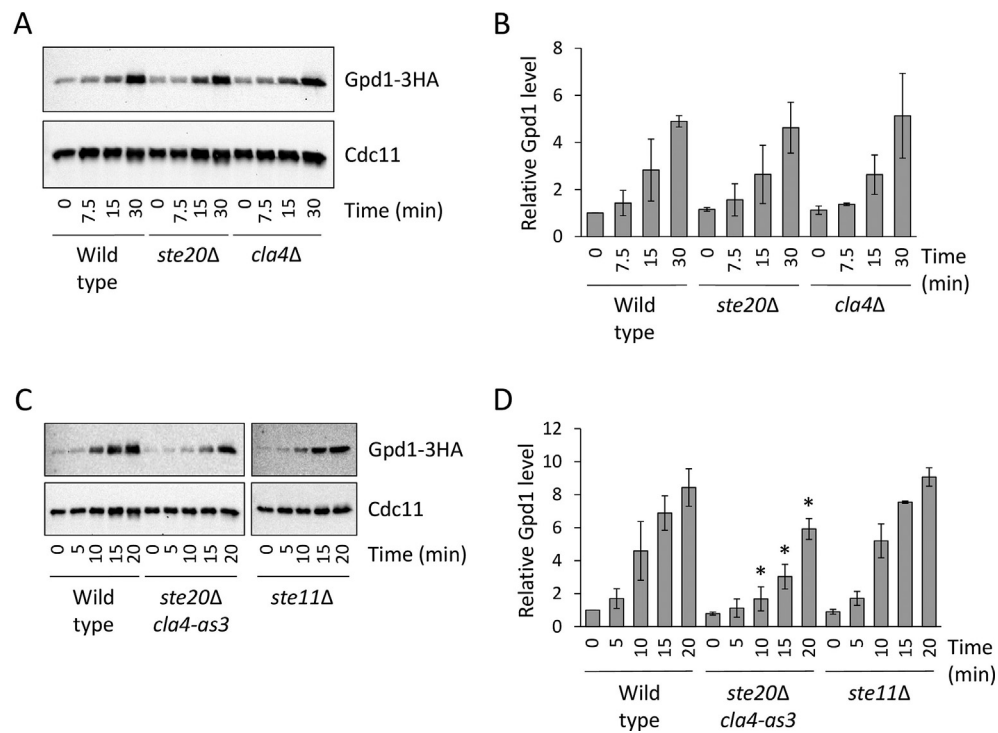 A
Gpd1-3HA
Cdc11
0 7.5 15 30 0 7.5 15 30 0 7.5 15 30 Time (min)
Wild type
ste20Δ
cla4Δ
B
Relative Gpd1 level
8
6
4
2
0
0 7.5 15 30 0 7.5 15 30 0 7.5 15 30 Time (min)
Wild type
ste20Δ
cla4Δ
C
Gpd1-3HA
Cdc11
0 5 10 15 20 0 5 10 15 20 0 5 10 15 20 Time (min)
Wild type
ste20Δ
cla4-as3
ste11Δ
D
Relative Gpd1 level
12
10
8
6
4
2
0
* * *
0 5 10 15 20 0 5 10 15 20 0 5 10 15 20 Time (min)
Wild type
ste20Δ
cla4-as3
ste11Δ